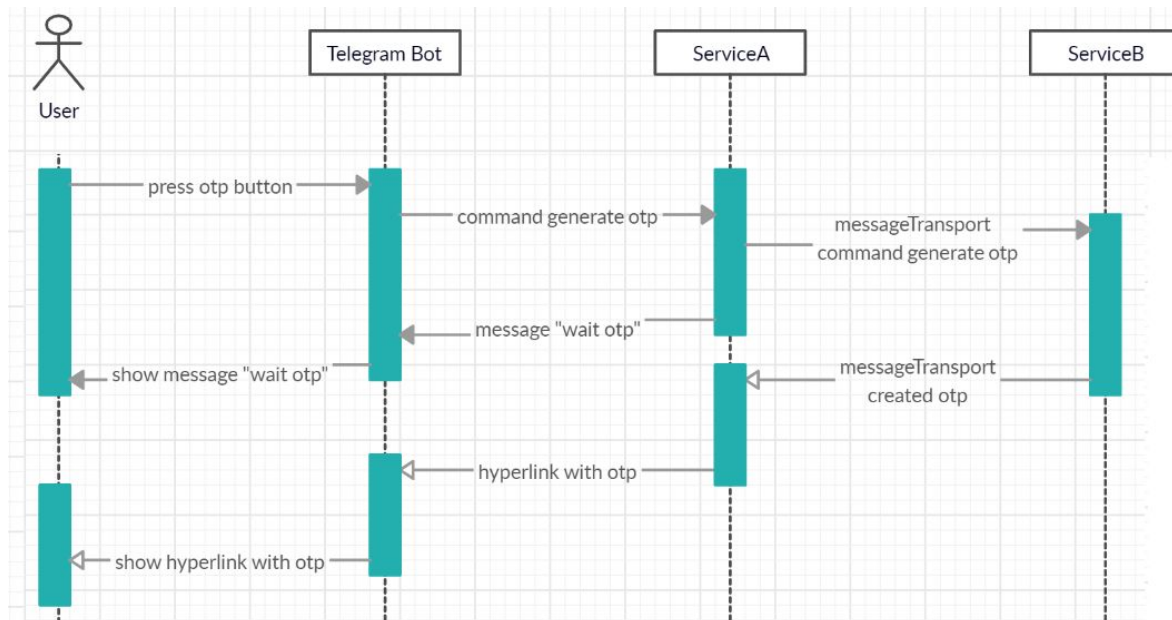 User
Telegram Bot
ServiceA
ServiceB
press otp button
command generate otp
messageTransport
command generate otp
message "wait otp"
show message "wait otp"
messageTransport
created otp
hyperlink with otp
show hyperlink with otp